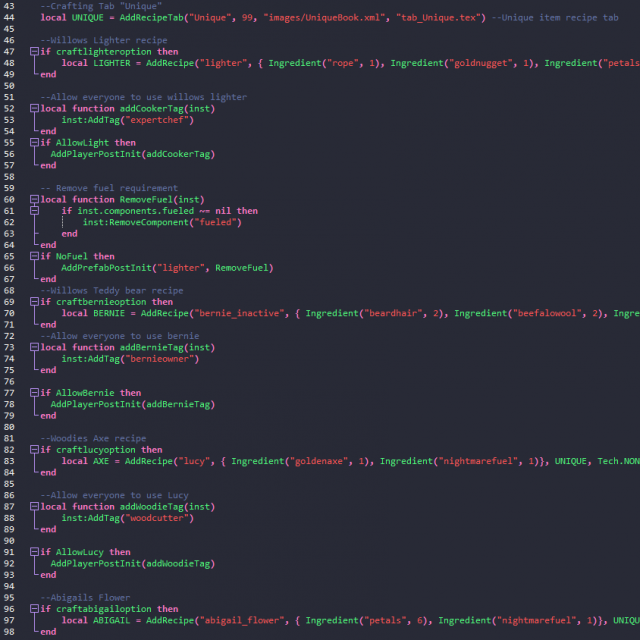 43 --Crafting Tab "Unique"
44 local UNIQUE = AddRecipeTab("Unique", 99, "images/UniqueBook.xml", "tab_Unique.tex") --Unique item recipe tab
45
46 --Willows Lighter recipe
47 if craftlighteroption then
48 local LIGHTER = AddRecipe("lighter", { Ingredient("rope", 1), Ingredient("goldnugget", 1), Ingredient("petals
49 end
50
51 --Allow everyone to use willows lighter
52 local function addCookerTag(inst)
53 inst:AddTag("expertchef")
54 end
55 if AllowLight then
56 AddPlayerPostInit(addCookerTag)
57 end
58
59 -- Remove fuel requirement
60 local function RemoveFuel(inst)
61 if inst.components.fueled ~= nil then
62 inst:RemoveComponent("fueled")
63 end
64 end
65 if NoFuel then
66 AddPrefabPostInit("lighter", RemoveFuel)
67 end
68 --Willows Teddy bear recipe
69 if craftbernieoption then
70 local BERNIE = AddRecipe("bernie_inactive", { Ingredient("beardhair", 2), Ingredient("beefalowool", 2), Ingre
71 end
72 --Allow everyone to use bernie
73 local function addBernieTag(inst)
74 inst:AddTag("bernieowner")
75 end
76
77 if AllowBernie then
78 AddPlayerPostInit(addBernieTag)
79 end
80
81 --Woodies Axe recipe
82 if craftlucyoption then
83 local AXE = AddRecipe("lucy", { Ingredient("goldenaxe", 1), Ingredient("nightmarefuel", 1)}, UNIQUE, Tech.NON
84 end
85
86 --Allow everyone to use Lucy
87 local function addWoodieTag(inst)
88 inst:AddTag("woodcutter")
89 end
90
91 if AllowLucy then
92 AddPlayerPostInit(addWoodieTag)
93 end
94
95 --Abigails Flower
96 if craftabigailoption then
97 local ABIGAIL = AddRecipe("abigail_flower", { Ingredient("petals", 6), Ingredient("nightmarefuel", 1)}, UNIQU
98 end